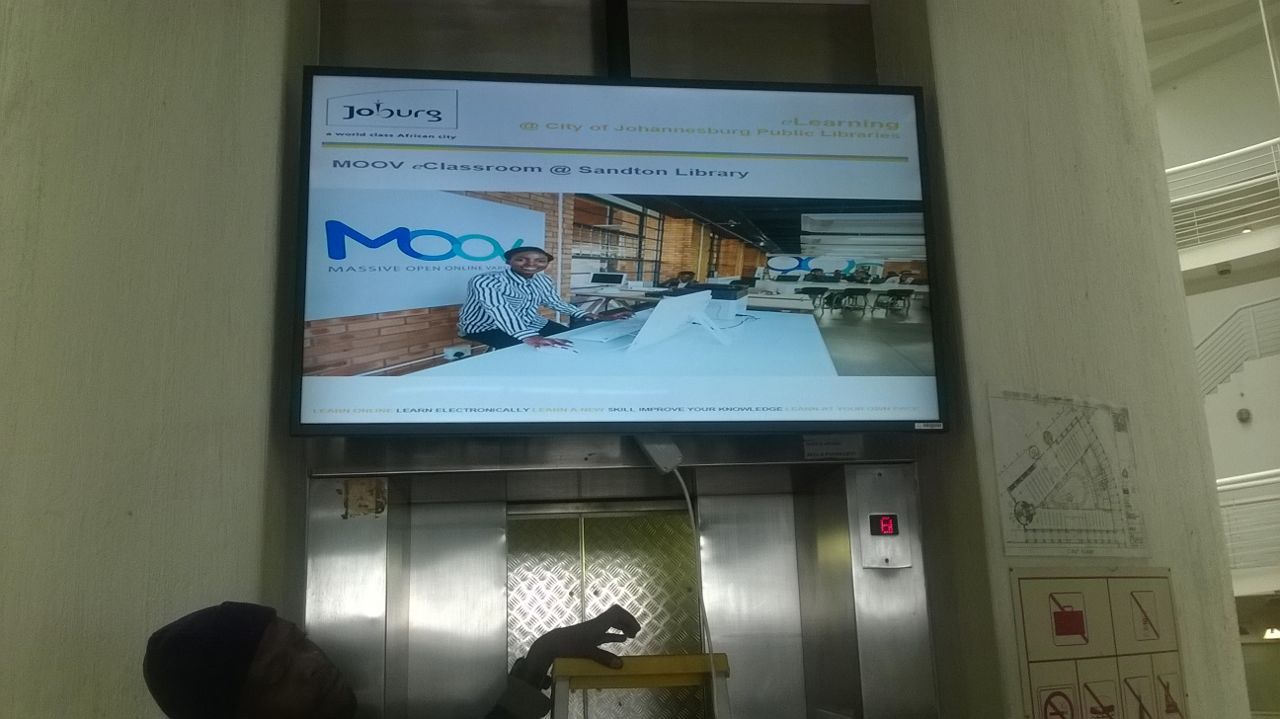 Joburg
a world class African city
eLearning
@ City of Johannesburg Public Libraries
MOOV eClassroom @ Sandton Library
MOOV
MASSIVE OPEN ONLINE VAR
LEARN ONLINE LEARN ELECTRONICALLY LEARN A NEW SKILL IMPROVE YOUR KNOWLEDGE LEARN AT YOUR OWN PACE